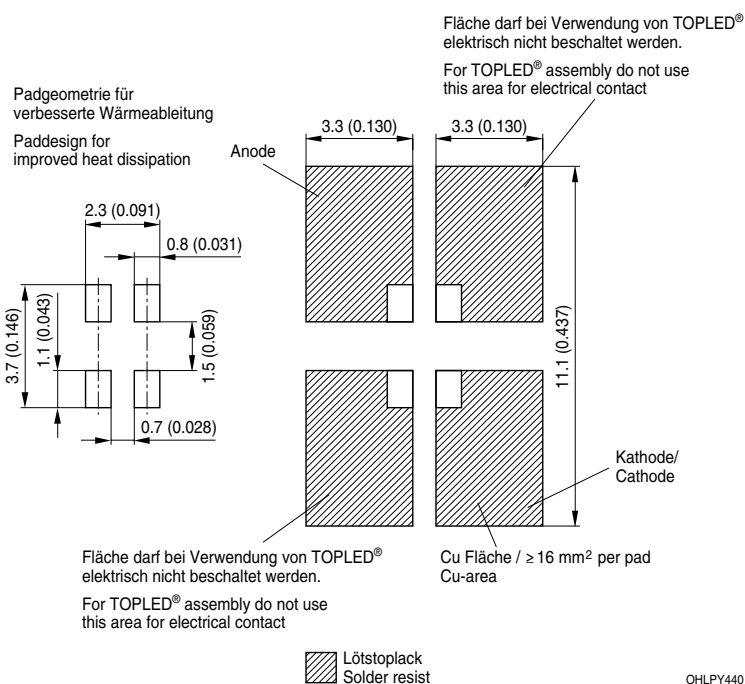 Fläche darf bei Verwendung von TOPLED®
elektrisch nicht beschaltet werden.
For TOPLED® assembly do not use
this area for electrical contact
Padgeometrie für
verbesserte Wärmeableitung
Paddesign for
improved heat dissipation
3.3 (0.130)
3.3 (0.130)
Anode
2.3 (0.091)
0.8 (0.031)
3.7 (0.146)
1.1 (0.043)
1.5 (0.059)
11.1 (0.437)
0.7 (0.028)
Kathode/
Cathode
Fläche darf bei Verwendung von TOPLED®
elektrisch nicht beschaltet werden.
For TOPLED® assembly do not use
this area for electrical contact
Cu Fläche / ≥ 16 mm² per pad
Cu-area
Lötstoplack
Solder resist
OHLPY440